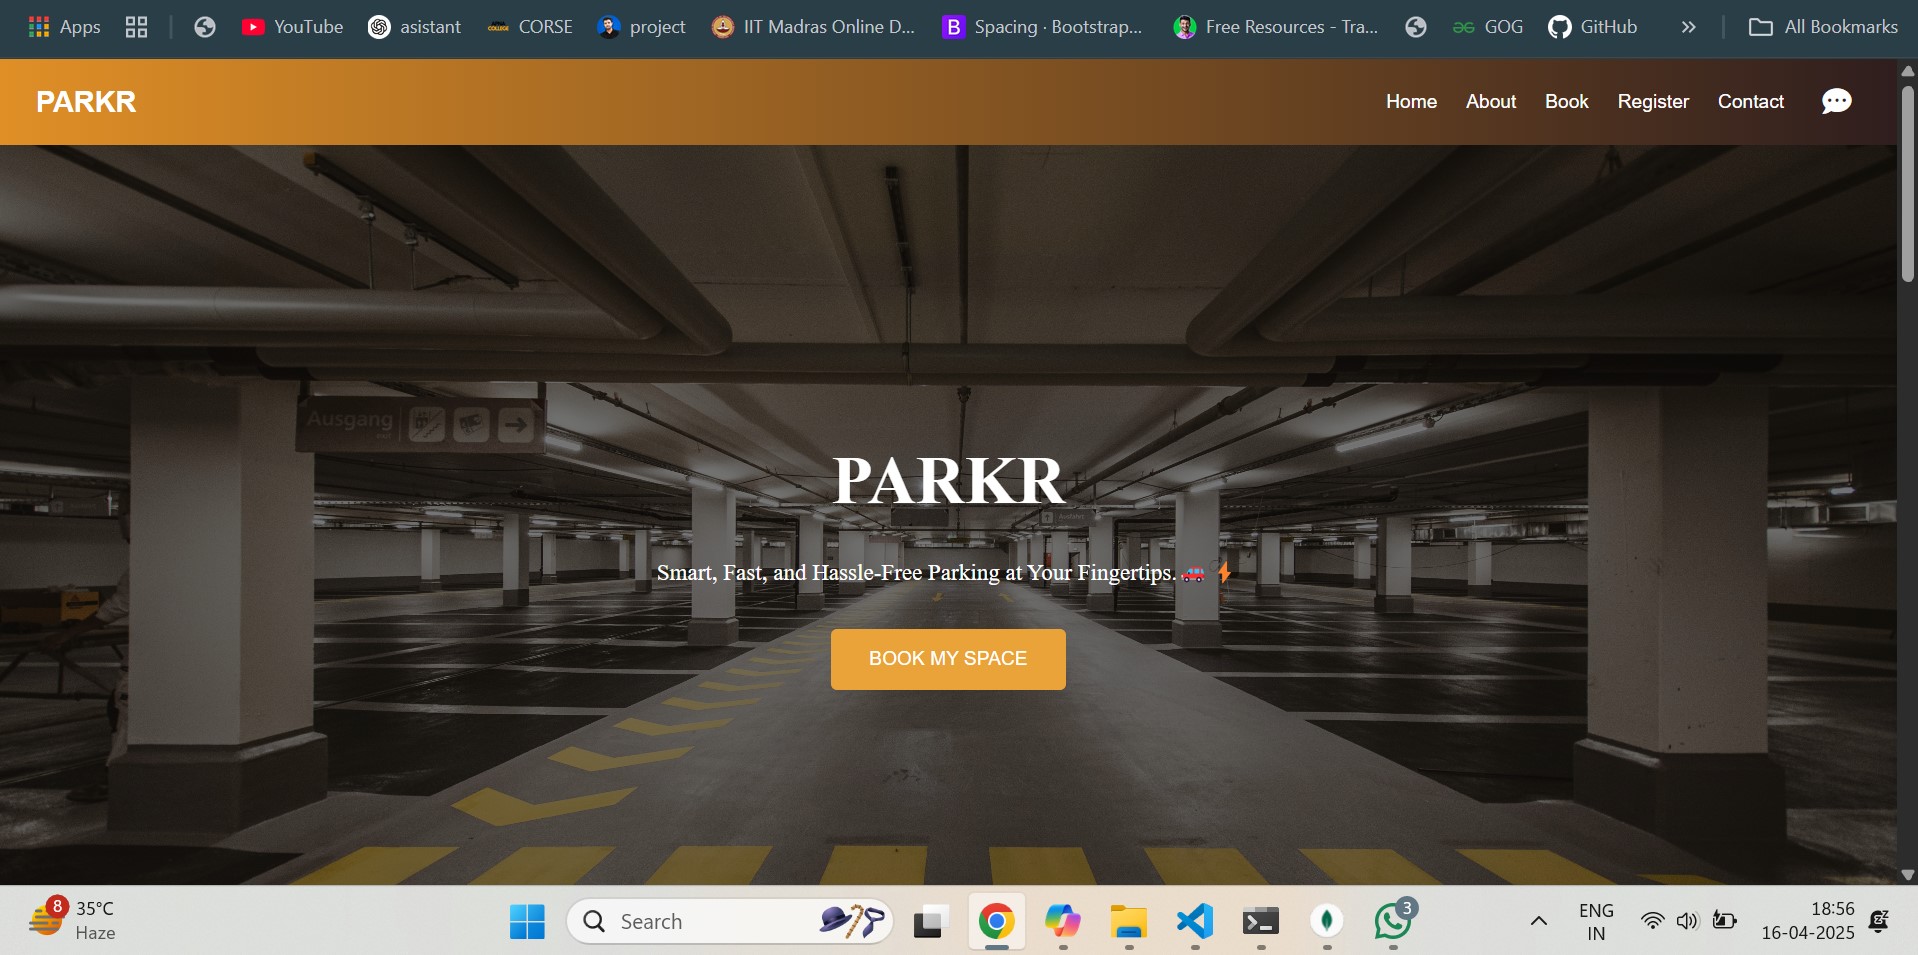 Apps YouTube asistant CORSE project IIT Madras Online D... B Spacing · Bootstrap... Free Resources - Tra... GOG GitHub » All Bookmarks
PARKR Home About Book Register Contact
Ausgang
PARKR
Smart, Fast, and Hassle-Free Parking at Your Fingertips. 🚗 ⚡
BOOK MY SPACE
8 35°C
Haze
Search
3
ENG
IN
18:56
16-04-2025